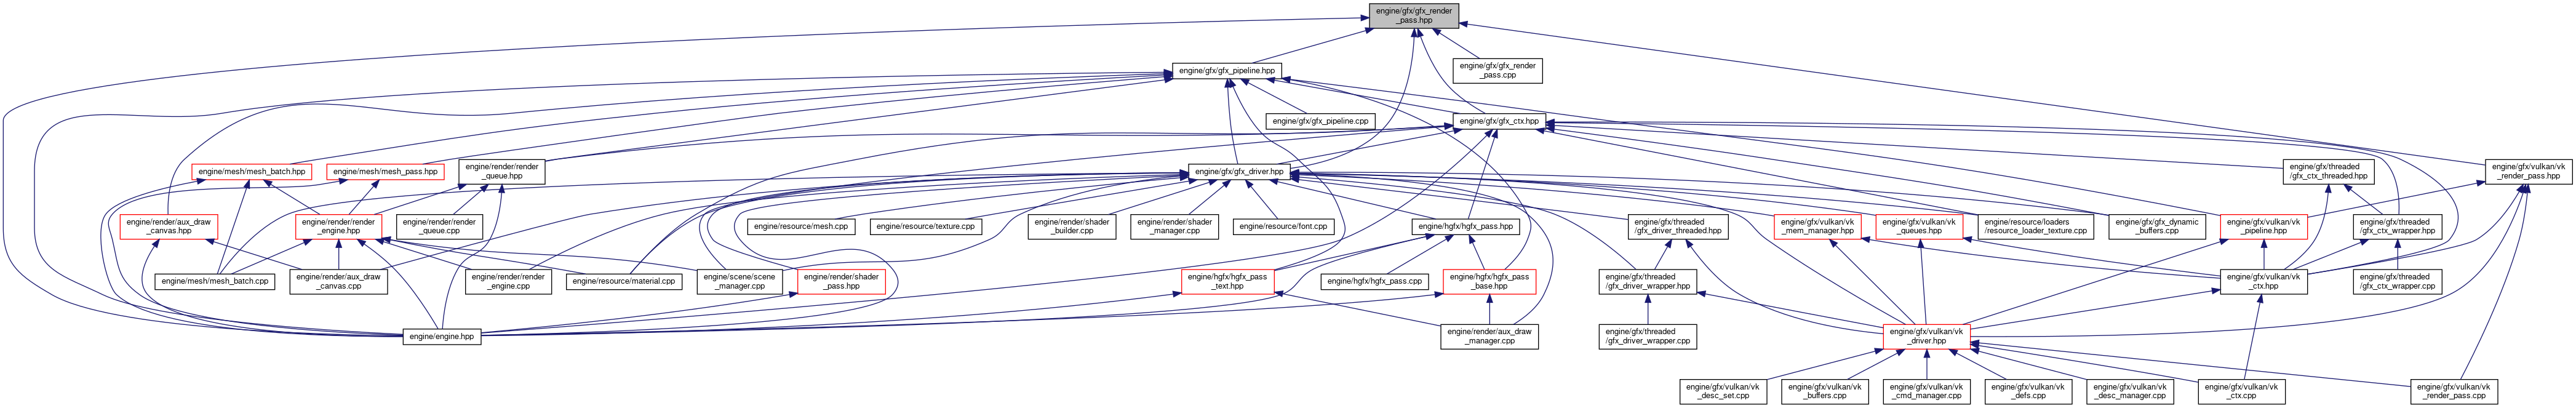 engine/gfx/gfx_render
_pass.hpp
engine/gfx/gfx_pipeline.hpp
engine/gfx/gfx_render
_pass.cpp
engine/gfx/gfx_pipeline.cpp
engine/gfx/gfx_ctx.hpp
engine/mesh/mesh_batch.hpp
engine/mesh/mesh_pass.hpp
engine/render/render
_queue.hpp
engine/gfx/gfx_driver.hpp
engine/gfx/threaded
/gfx_ctx_threaded.hpp
engine/gfx/vulkan/vk
_render_pass.hpp
engine/render/aux_draw
_canvas.hpp
engine/render/render
_engine.hpp
engine/render/render
_queue.cpp
engine/resource/mesh.cpp
engine/resource/texture.cpp
engine/render/shader
_builder.cpp
engine/render/shader
_manager.cpp
engine/resource/font.cpp
engine/hgfx/hgfx_pass.hpp
engine/gfx/threaded
/gfx_driver_threaded.hpp
engine/gfx/vulkan/vk
_mem_manager.hpp
engine/gfx/vulkan/vk
_queues.hpp
engine/resource/loaders
/resource_loader_texture.cpp
engine/gfx/gfx_dynamic
_buffers.cpp
engine/gfx/vulkan/vk
_pipeline.hpp
engine/gfx/threaded
/gfx_ctx_wrapper.hpp
engine/mesh/mesh_batch.cpp
engine/render/aux_draw
_canvas.cpp
engine/render/render
_engine.cpp
engine/resource/material.cpp
engine/scene/scene
_manager.cpp
engine/render/shader
_pass.hpp
engine/hgfx/hgfx_pass
_text.hpp
engine/hgfx/hgfx_pass.cpp
engine/hgfx/hgfx_pass
_base.hpp
engine/gfx/threaded
/gfx_driver_wrapper.hpp
engine/gfx/vulkan/vk
_ctx.hpp
engine/gfx/threaded
/gfx_ctx_wrapper.cpp
engine/engine.hpp
engine/render/aux_draw
_manager.cpp
engine/gfx/threaded
/gfx_driver_wrapper.cpp
engine/gfx/vulkan/vk
_driver.hpp
engine/gfx/vulkan/vk
_desc_set.cpp
engine/gfx/vulkan/vk
_buffers.cpp
engine/gfx/vulkan/vk
_cmd_manager.cpp
engine/gfx/vulkan/vk
_defs.cpp
engine/gfx/vulkan/vk
_desc_manager.cpp
engine/gfx/vulkan/vk
_ctx.cpp
engine/gfx/vulkan/vk
_render_pass.cpp